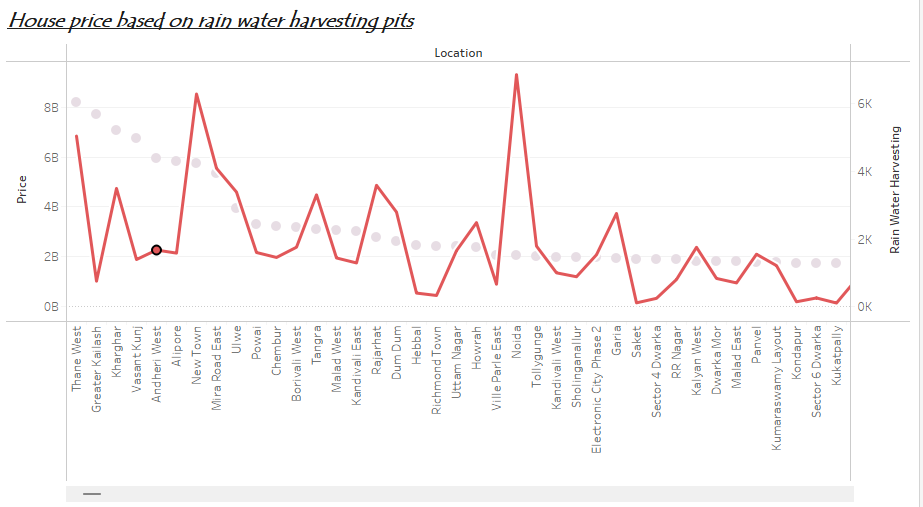 House price based on rain water harvesting pits
Location
8B
6B
4B
2B
0B
Price
6K
4K
2K
0K
Rain Water Harvesting
Thane West
Greater Kailash
Kharghar
Vasant Kunj
Andheri West
Alipore
New Town
Mira Road East
Ulwe
Powai
Chembur
Borivali West
Tangra
Malad West
Kandivali East
Rajarhat
Dum Dum
Hebbal
Richmond Town
Uttam Nagar
Howrah
Ville Parle East
Noida
Tollygunge
Kandivali West
Sholinganallur
Electronic City Phase 2
Garia
Saket
Sector 4 Dwarka
RR Nagar
Kalyan West
Dwarka Mor
Malad East
Panvel
Kumaraswamy Layout
Kondapur
Sector 6 Dwarka
Kukatpally